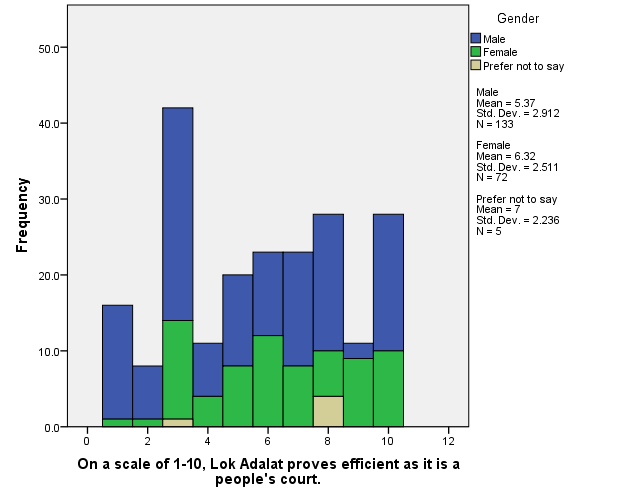 Gender
Male
Female
Prefer not to say
Male
Mean = 5.37
Std. Dev. = 2.912
N = 133
Female
Mean = 6.32
Std. Dev. = 2.511
N = 72
Prefer not to say
Mean = 7
Std. Dev. = 2.236
N = 5
Frequency
50.0
40.0
30.0
20.0
10.0
0.0
0 2 4 6 8 10 12
On a scale of 1-10, Lok Adalat proves efficient as it is a
people's court.